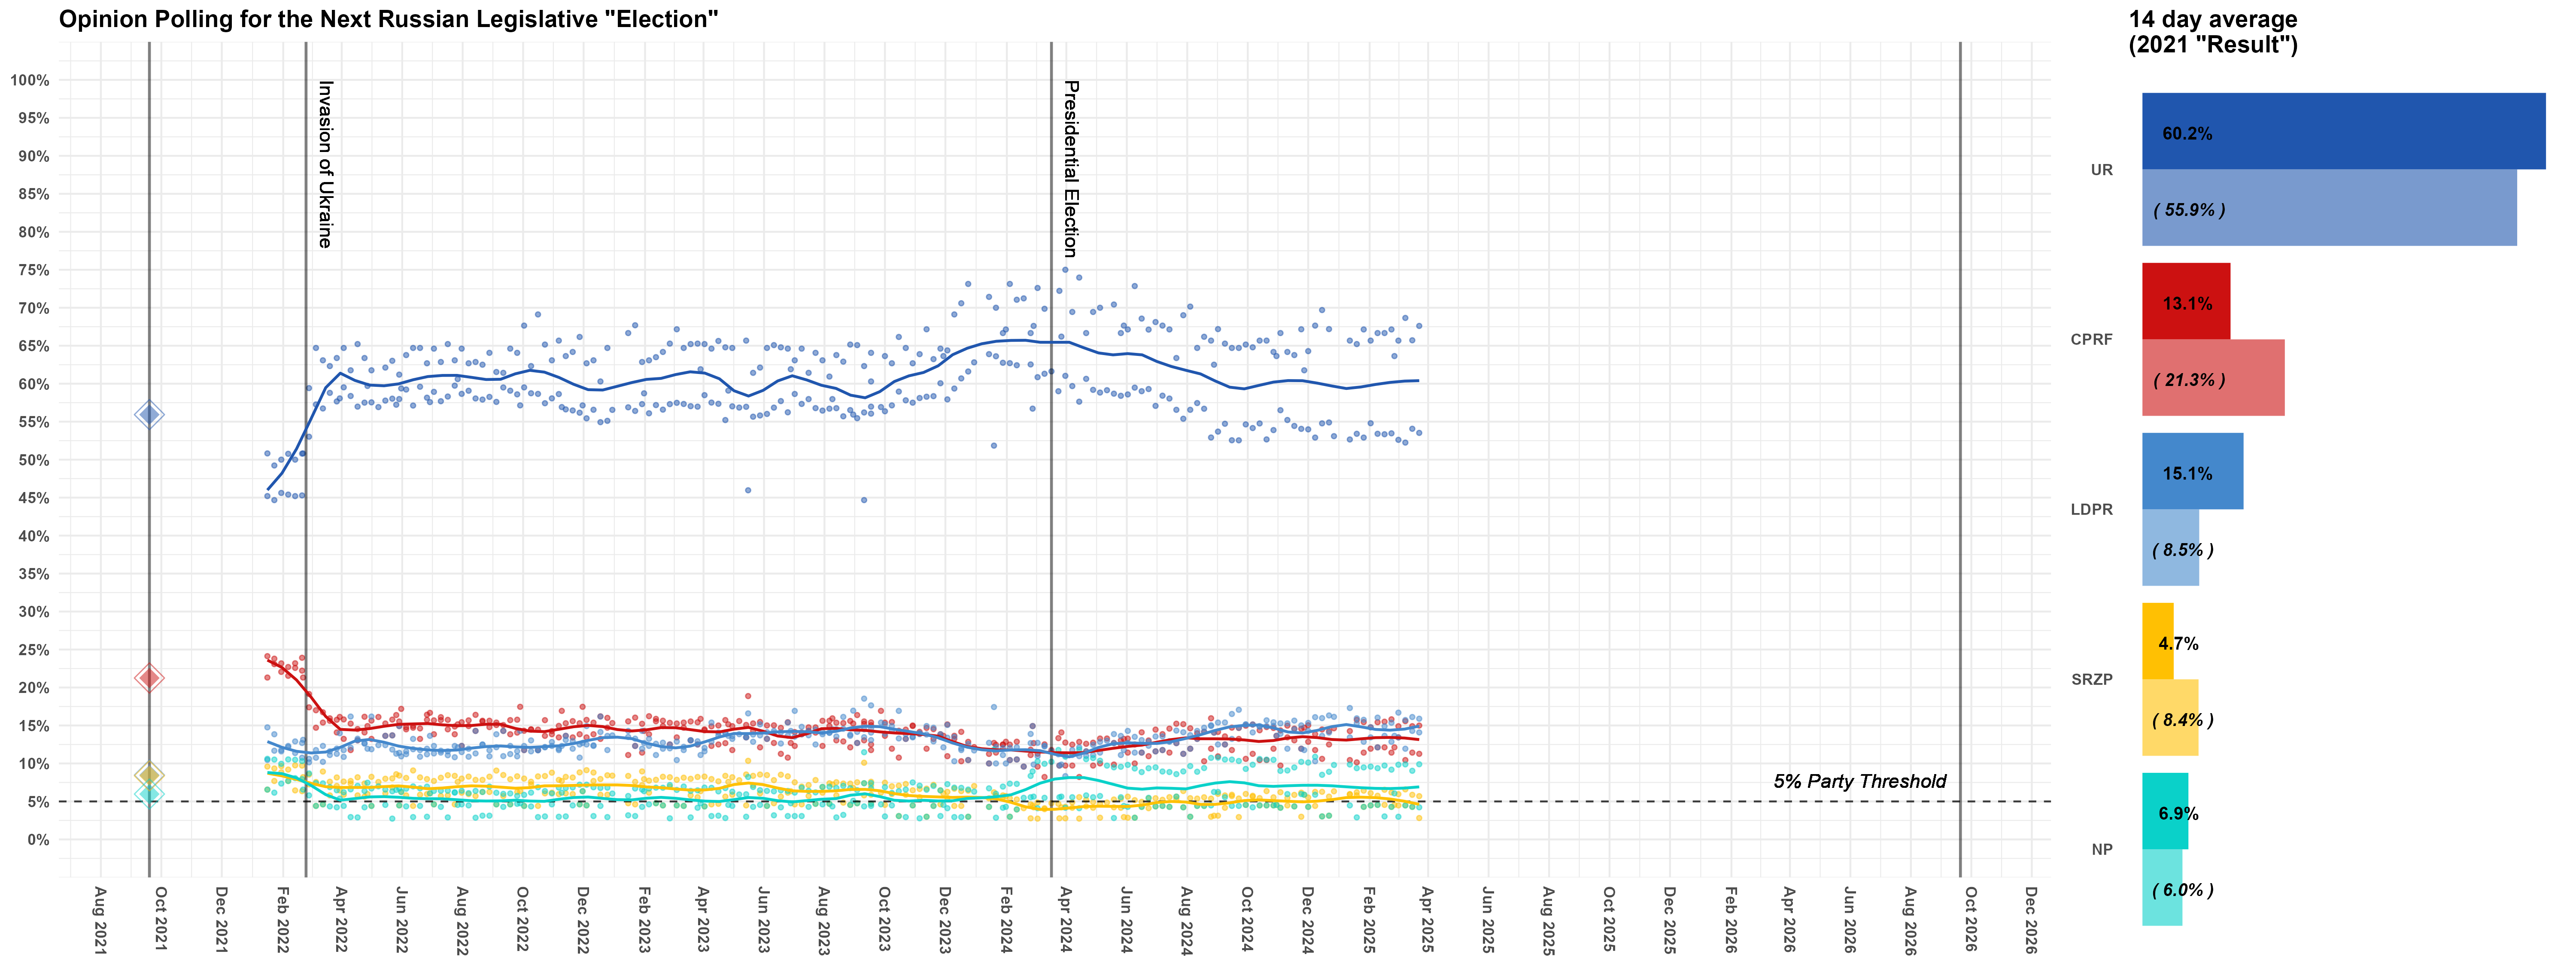 Opinion Polling for the Next Russian Legislative "Election"
14 day average
(2021 "Result")
100%
95%
90%
85%
80%
75%
70%
65%
60%
55%
50%
45%
40%
35%
30%
25%
20%
15%
10%
5%
0%
Invasion of Ukraine
Presidential Election
5% Party Threshold
Aug 2021
Oct 2021
Dec 2021
Feb 2022
Apr 2022
Jun 2022
Aug 2022
Oct 2022
Dec 2022
Feb 2023
Apr 2023
Jun 2023
Aug 2023
Oct 2023
Dec 2023
Feb 2024
Apr 2024
Jun 2024
Aug 2024
Oct 2024
Dec 2024
Feb 2025
Apr 2025
Jun 2025
Aug 2025
Oct 2025
Dec 2025
Feb 2026
Apr 2026
Jun 2026
Aug 2026
Oct 2026
Dec 2026
UR
60.2%
( 55.9% )
CPRF
13.1%
( 21.3% )
LDPR
15.1%
( 8.5% )
SRZP
4.7%
( 8.4% )
NP
6.9%
( 6.0% )